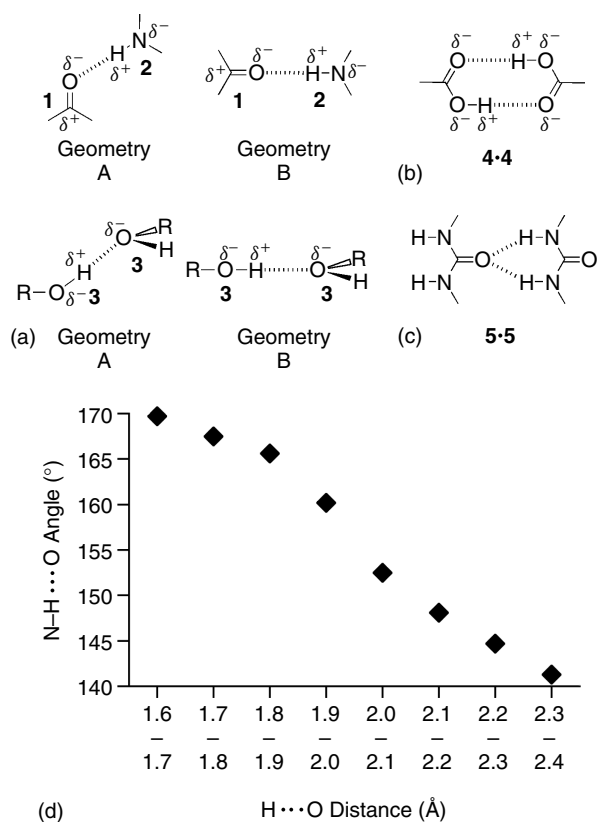 δ− H N δ−
O δ+ 2
1
δ+
Geometry
A
δ+ O δ− δ+ H–N δ−
1 2
Geometry
B
δ− δ+ δ−
O H–O
O–H O
δ− δ+ δ−
(b) 4•4
δ− R
O
δ+ H
H 3
R–O δ− 3
(a) Geometry
A
δ− δ+ δ− R
R–O–H O
3 3 H
Geometry
B
H–N H–N
O O
H–N H–N
(c) 5•5
170
165
160
155
150
145
140
N–H•••O Angle (°)
1.6 1.7 1.8 1.9 2.0 2.1 2.2 2.3
– – – – – – – –
1.7 1.8 1.9 2.0 2.1 2.2 2.3 2.4
(d) H•••O Distance (Å)